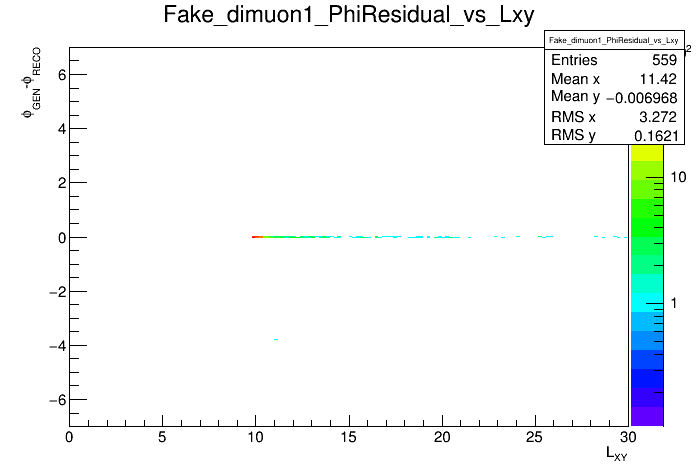 Fake_dimuon1_PhiResidual_vs_Lxy
Fake_dimuon1_PhiResidual_vs_Lxy
Entries 559
Mean x 11.42
Mean y −0.006968
RMS x 3.272
RMS y 0.1621
ϕGEN-ϕRECO
6
4
2
0
−2
−4
−6
0 5 10 15 20 25 30
LXY
2
10
1